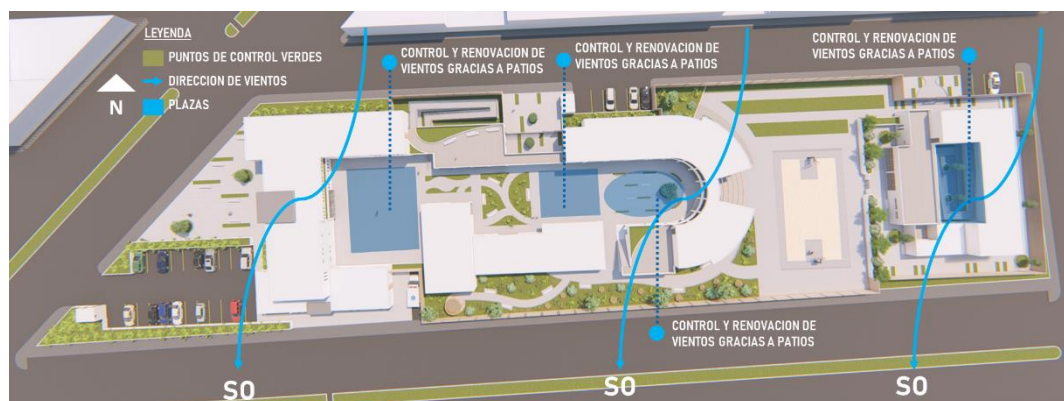 LEYENDA
PUNTOS DE CONTROL VERDES
DIRECCION DE VIENTOS
N
PLAZAS
CONTROL Y RENOVACION DE
VIENTOS GRACIAS A PATIOS
CONTROL Y RENOVACION DE
VIENTOS GRACIAS A PATIOS
CONTROL Y RENOVACION DE
VIENTOS GRACIAS A PATIOS
CONTROL Y RENOVACION DE
VIENTOS GRACIAS A PATIOS
SO
SO
SO